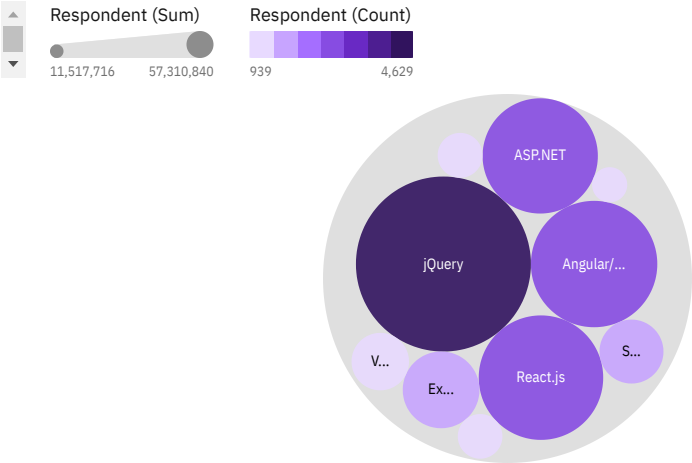 Respondent (Sum)
11,517,716 57,310,840
Respondent (Count)
939 4,629
ASP.NET
jQuery
Angular/...
V...
Ex...
React.js
S...